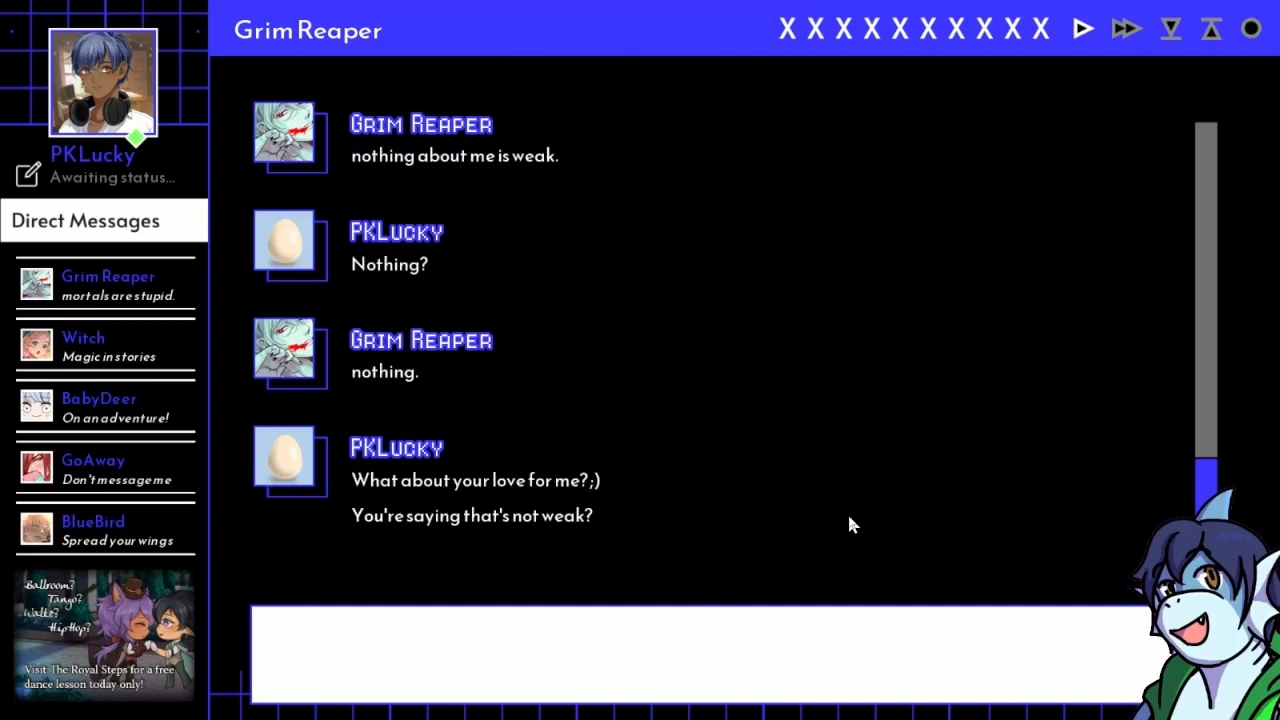 Grim Reaper
X X X X X X X X X X
PKLucky
Awaiting status...
Direct Messages
Grim Reaper
mortals are stupid.
Witch
Magic in stories
BabyDeer
On an adventure!
GoAway
Don't message me
BlueBird
Spread your wings
Ballroom?
Tango?
Waltz?
Hip Hop?
Visit The Royal Steps for a free
dance lesson today only!
Grim Reaper
nothing about me is weak.
PKLucky
Nothing?
Grim Reaper
nothing.
PKLucky
What about your love for me? ;)
You're saying that's not weak?